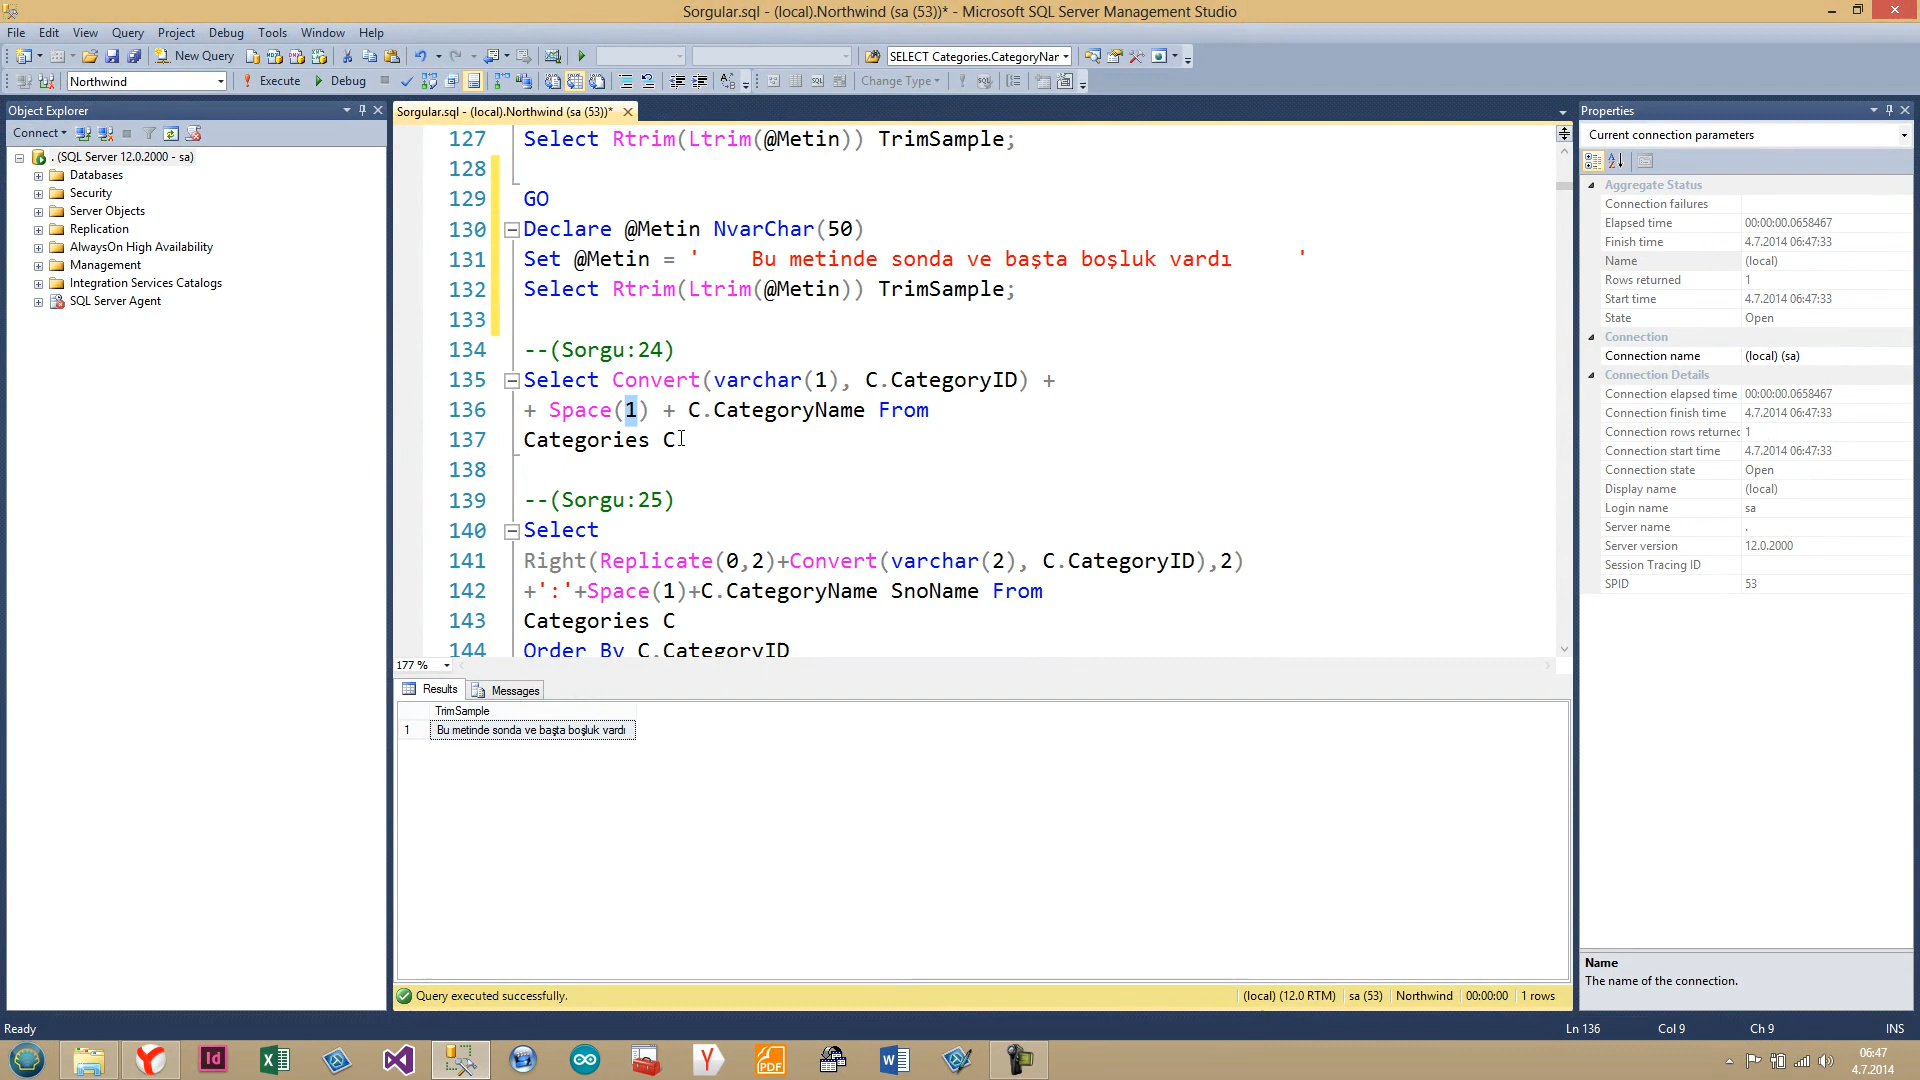 Sorgular.sql - (local).Northwind (sa (53))* - Microsoft SQL Server Management Studio
File Edit View Query Project Debug Tools Window Help
New Query SELECT Categories.CategoryNar
Northwind Execute Debug Change Type
Object Explorer
Connect
. (SQL Server 12.0.2000 - sa)
Databases
Security
Server Objects
Replication
AlwaysOn High Availability
Management
Integration Services Catalogs
SQL Server Agent
Sorgular.sql - (local).Northwind (sa (53))*
127 Select Rtrim(Ltrim(@Metin)) TrimSample;
128
129 GO
130 Declare @Metin NvarChar(50)
131 Set @Metin = '    Bu metinde sonda ve başta boşluk vardı     '
132 Select Rtrim(Ltrim(@Metin)) TrimSample;
133
134 --(Sorgu:24)
135 Select Convert(varchar(1), C.CategoryID) +
136 + Space(1) + C.CategoryName From
137 Categories C
138
139 --(Sorgu:25)
140 Select
141 Right(Replicate(0,2)+Convert(varchar(2), C.CategoryID),2)
142 +':'+Space(1)+C.CategoryName SnoName From
143 Categories C
144 Order By C.CategoryID
177 %
Results Messages
TrimSample
1 Bu metinde sonda ve başta boşluk vardı
Query executed successfully. (local) (12.0 RTM) sa (53) Northwind 00:00:00 1 rows
Properties
Current connection parameters
Aggregate Status
Connection failures
Elapsed time 00:00:00.0658467
Finish time 4.7.2014 06:47:33
Name (local)
Rows returned 1
Start time 4.7.2014 06:47:33
State Open
Connection
Connection name (local) (sa)
Connection Details
Connection elapsed time 00:00:00.0658467
Connection finish time 4.7.2014 06:47:33
Connection rows returned 1
Connection start time 4.7.2014 06:47:33
Connection state Open
Display name (local)
Login name sa
Server name .
Server version 12.0.2000
Session Tracing ID
SPID 53
Name
The name of the connection.
Ready Ln 136 Col 9 Ch 9 INS
06:47
4.7.2014